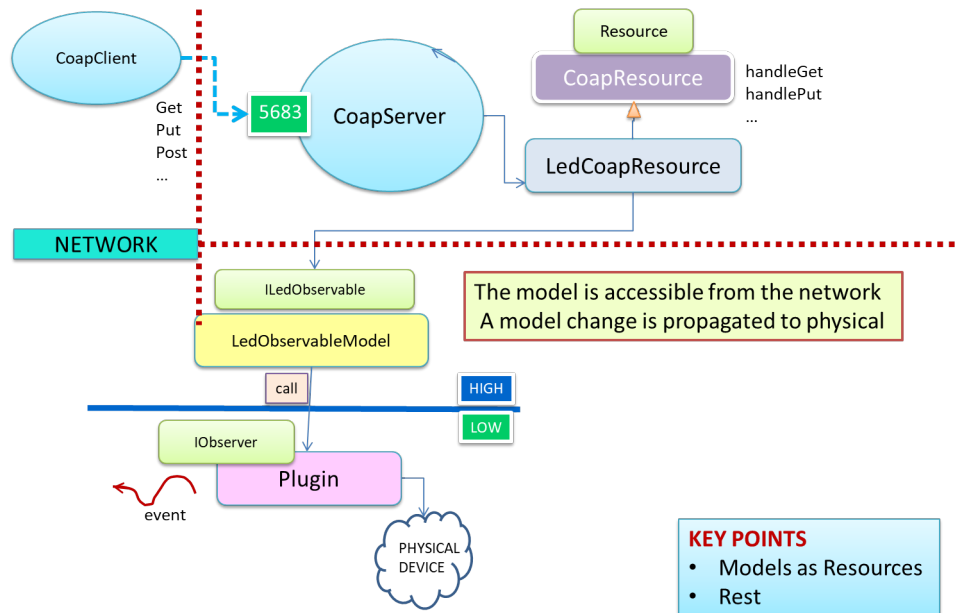 CoapClient
Get
Put
Post
...
5683
CoapServer
Resource
CoapResource
handleGet
handlePut
...
LedCoapResource
NETWORK
ILedObservable
LedObservableModel
The model is accessible from the network
A model change is propagated to physical
call
HIGH
LOW
IObserver
Plugin
event
PHYSICAL
DEVICE
KEY POINTS
• Models as Resources
• Rest